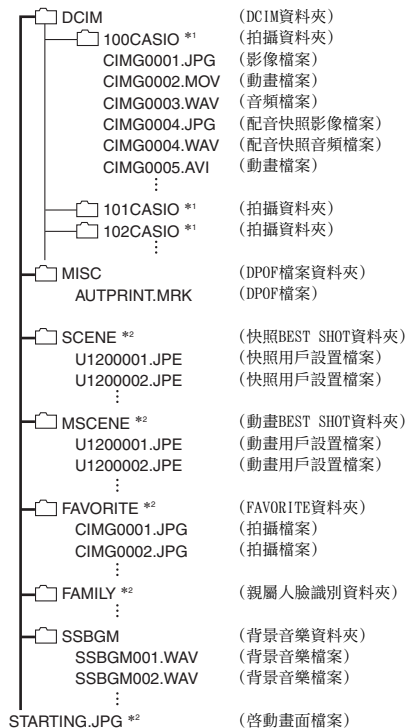 DCIM (DCIM資料夾)
100CASIO *1 (拍攝資料夾)
CIMG0001.JPG (影像檔案)
CIMG0002.MOV (動畫檔案)
CIMG0003.WAV (音頻檔案)
CIMG0004.JPG (配音快照影像檔案)
CIMG0004.WAV (配音快照音頻檔案)
CIMG0005.AVI (動畫檔案)
101CASIO *1 (拍攝資料夾)
102CASIO *1 (拍攝資料夾)
MISC (DPOF檔案資料夾)
AUTPRINT.MRK (DPOF檔案)
SCENE *2 (快照BEST SHOT資料夾)
U1200001.JPE (快照用戶設置檔案)
U1200002.JPE (快照用戶設置檔案)
MSCENE *2 (動畫BEST SHOT資料夾)
U1200001.JPE (動畫用戶設置檔案)
U1200002.JPE (動畫用戶設置檔案)
FAVORITE *2 (FAVORITE資料夾)
CIMG0001.JPG (拍攝檔案)
CIMG0002.JPG (拍攝檔案)
FAMILY *2 (親屬人臉識別資料夾)
SSBGM (背景音樂資料夾)
SSBGM001.WAV (背景音樂檔案)
SSBGM002.WAV (背景音樂檔案)
STARTING.JPG *2 (啓動畫面檔案)